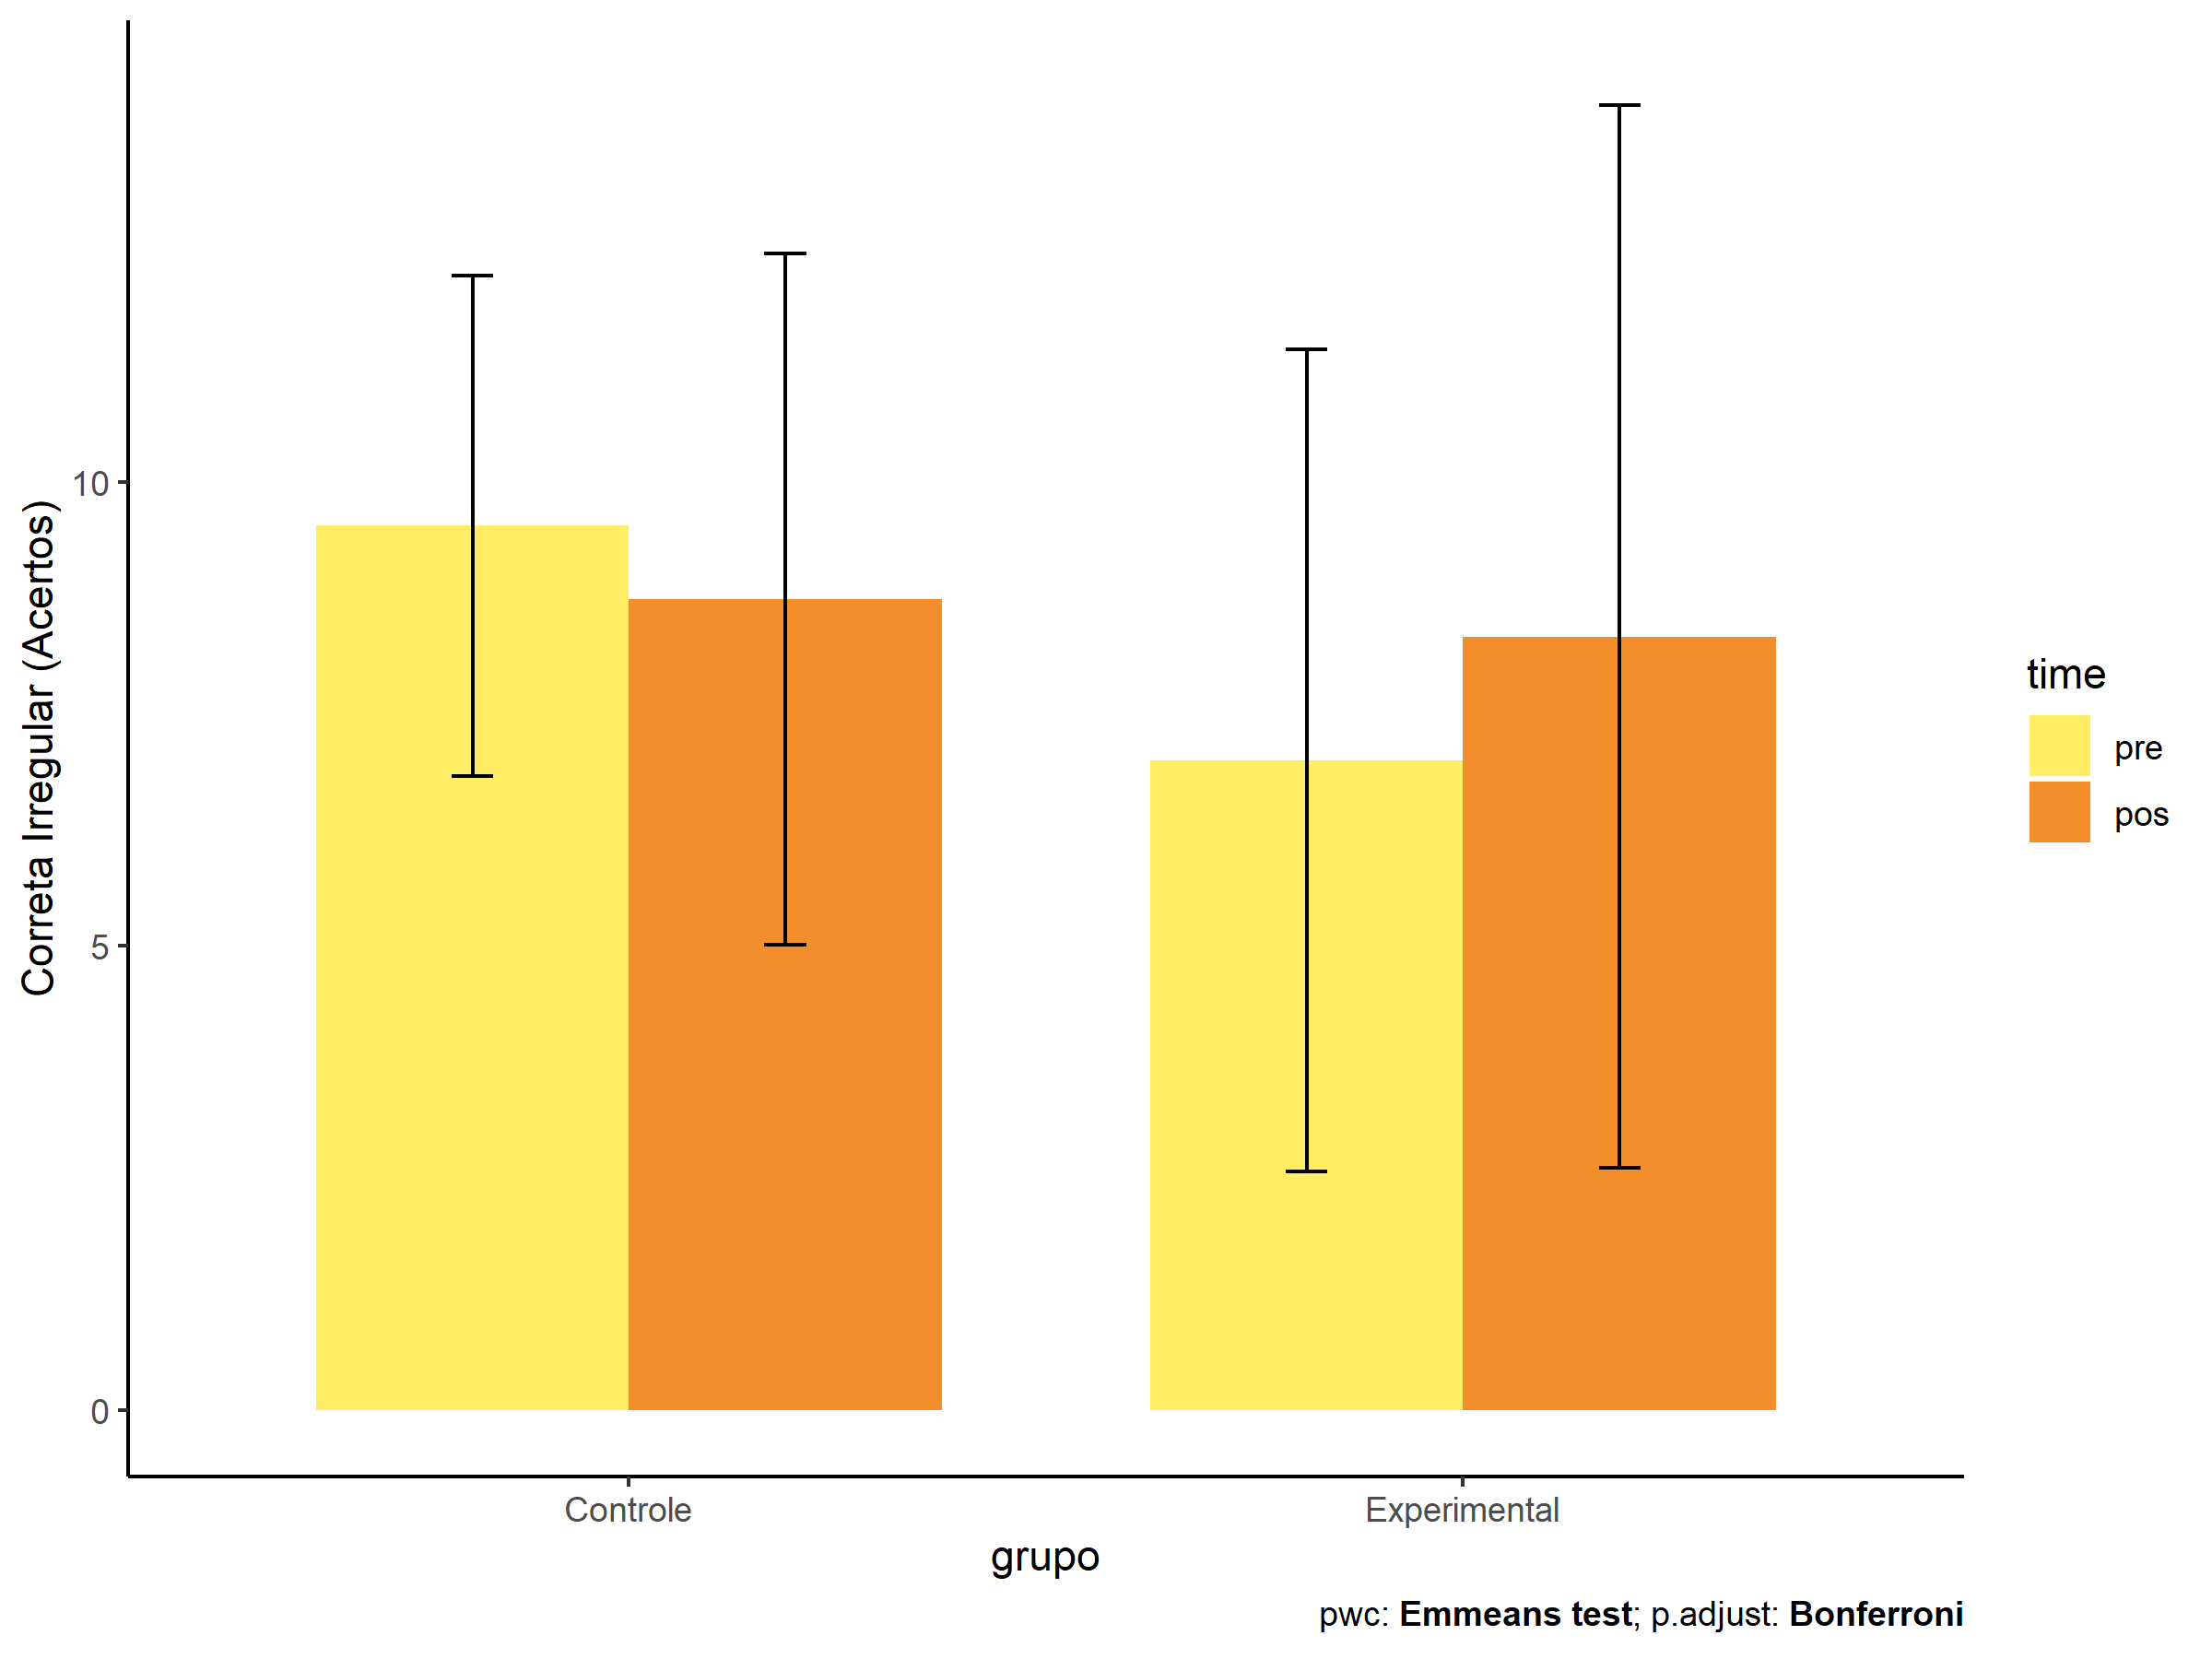 Correta Irregular (Acertos)
10
5
0
Controle
Experimental
grupo
time
pre
pos
pwc: Emmeans test; p.adjust: Bonferroni